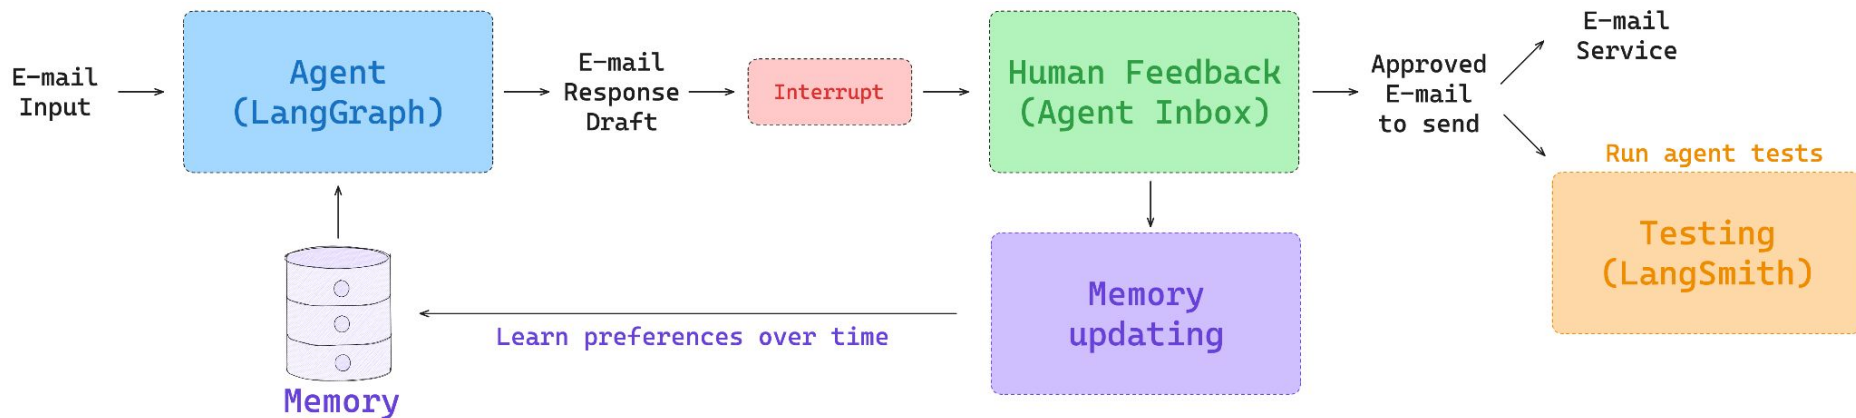 E-mail
Input
Agent
(LangGraph)
E-mail
Response
Draft
Interrupt
Human Feedback
(Agent Inbox)
Approved
E-mail
to send
E-mail
Service
Run agent tests
Testing
(LangSmith)
Memory
updating
Learn preferences over time
Memory